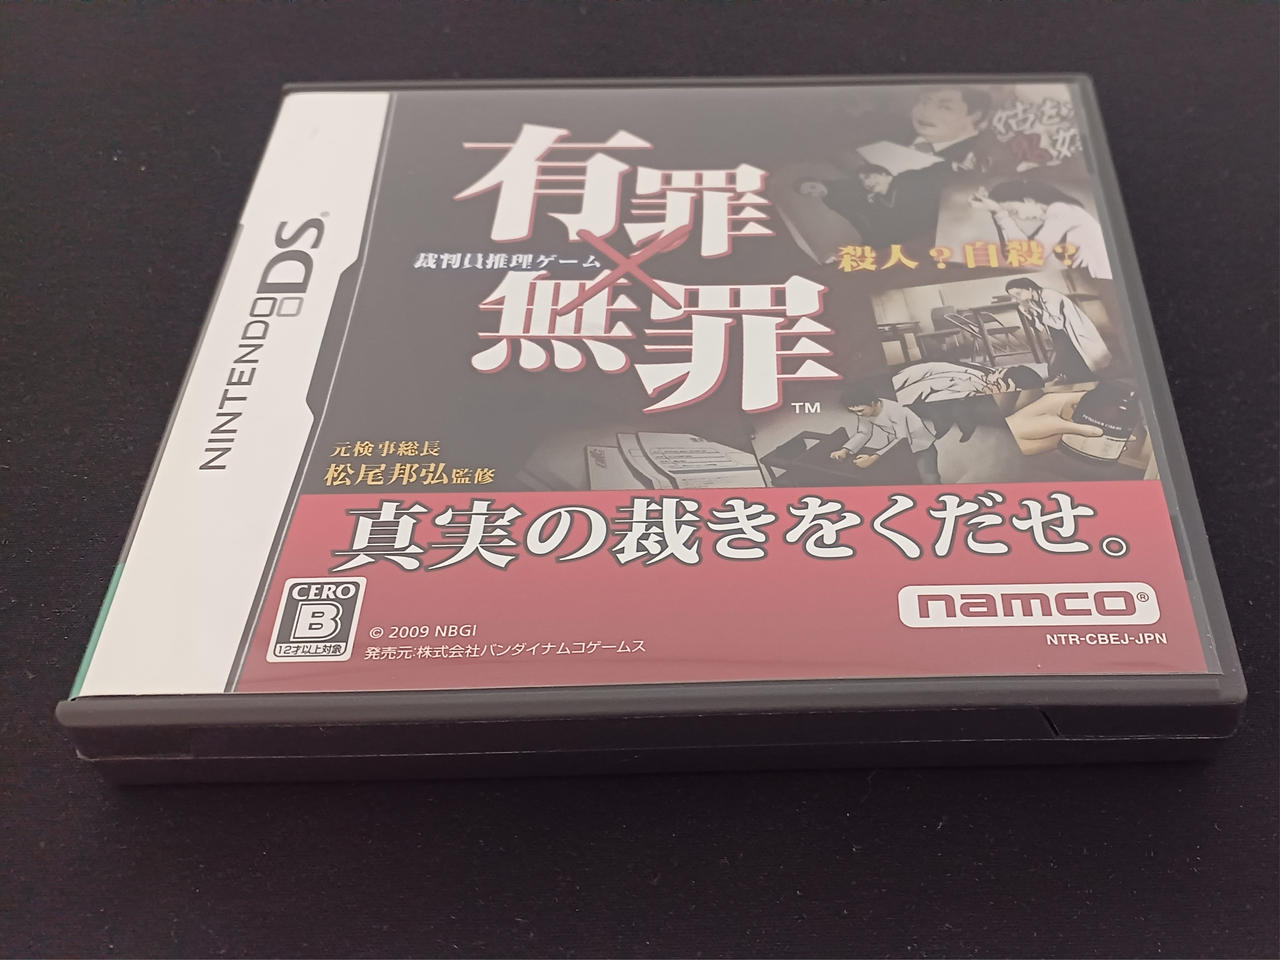 NINTENDO DS®
有罪
×
裁判員推理ゲーム
無罪
TM
姑を
殺人？自殺？
元検事総長
松尾邦弘監修
真実の裁きをくだせ。
CERO
B
12才以上対象
© 2009 NBGI
発売元:株式会社バンダイナムコゲームス
namco®
NTR-CBEJ-JPN